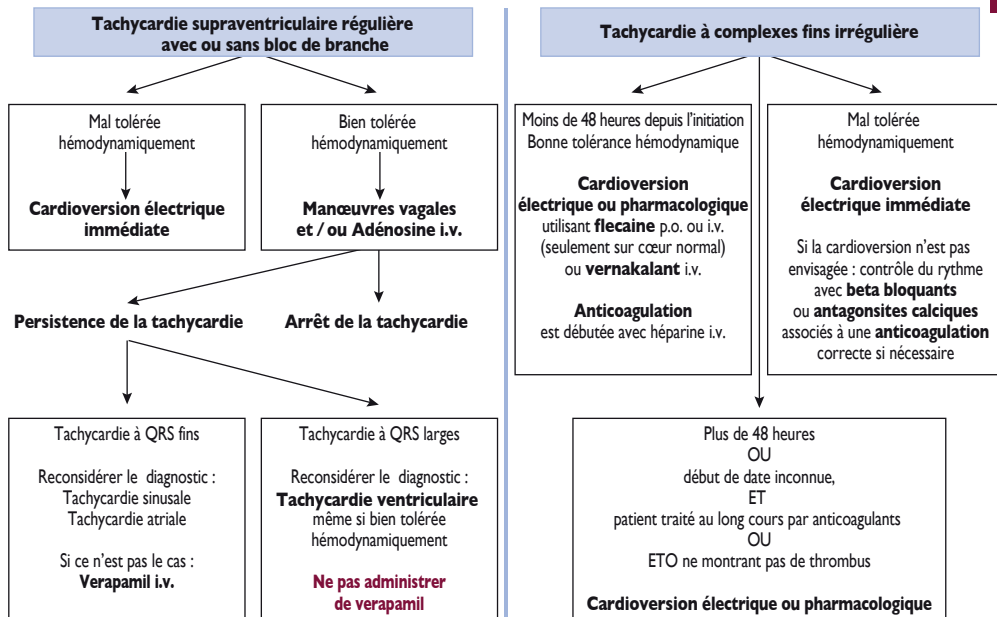 Tachycardie supraventriculaire régulière
avec ou sans bloc de branche
Mal tolérée
hémodynamiquement
Cardioversion électrique
immédiate
Bien tolérée
hémodynamiquement
Manœuvres vagales
et / ou Adénosine i.v.
Persistence de la tachycardie
Arrêt de la tachycardie
Tachycardie à QRS fins
Reconsidérer le diagnostic :
Tachycardie sinusale
Tachycardie atriale
Si ce n'est pas le cas :
Verapamil i.v.
Tachycardie à QRS larges
Reconsidérer le diagnostic :
Tachycardie ventriculaire
même si bien tolérée
hémodynamiquement
Ne pas administrer
de verapamil
Tachycardie à complexes fins irrégulière
Moins de 48 heures depuis l'initiation
Bonne tolérance hémodynamique
Cardioversion
électrique ou pharmacologique
utilisant flecaine p.o. ou i.v.
(seulement sur cœur normal)
ou vernakalant i.v.
Anticoagulation
est débutée avec héparine i.v.
Mal tolérée
hémodynamiquement
Cardioversion
électrique immédiate
Si la cardioversion n'est pas
envisagée : contrôle du rythme
avec beta bloquants
ou antagonsites calciques
associés à une anticoagulation
correcte si nécessaire
Plus de 48 heures
OU
début de date inconnue,
ET
patient traité au long cours par anticoagulants
OU
ETO ne montrant pas de thrombus
Cardioversion électrique ou pharmacologique